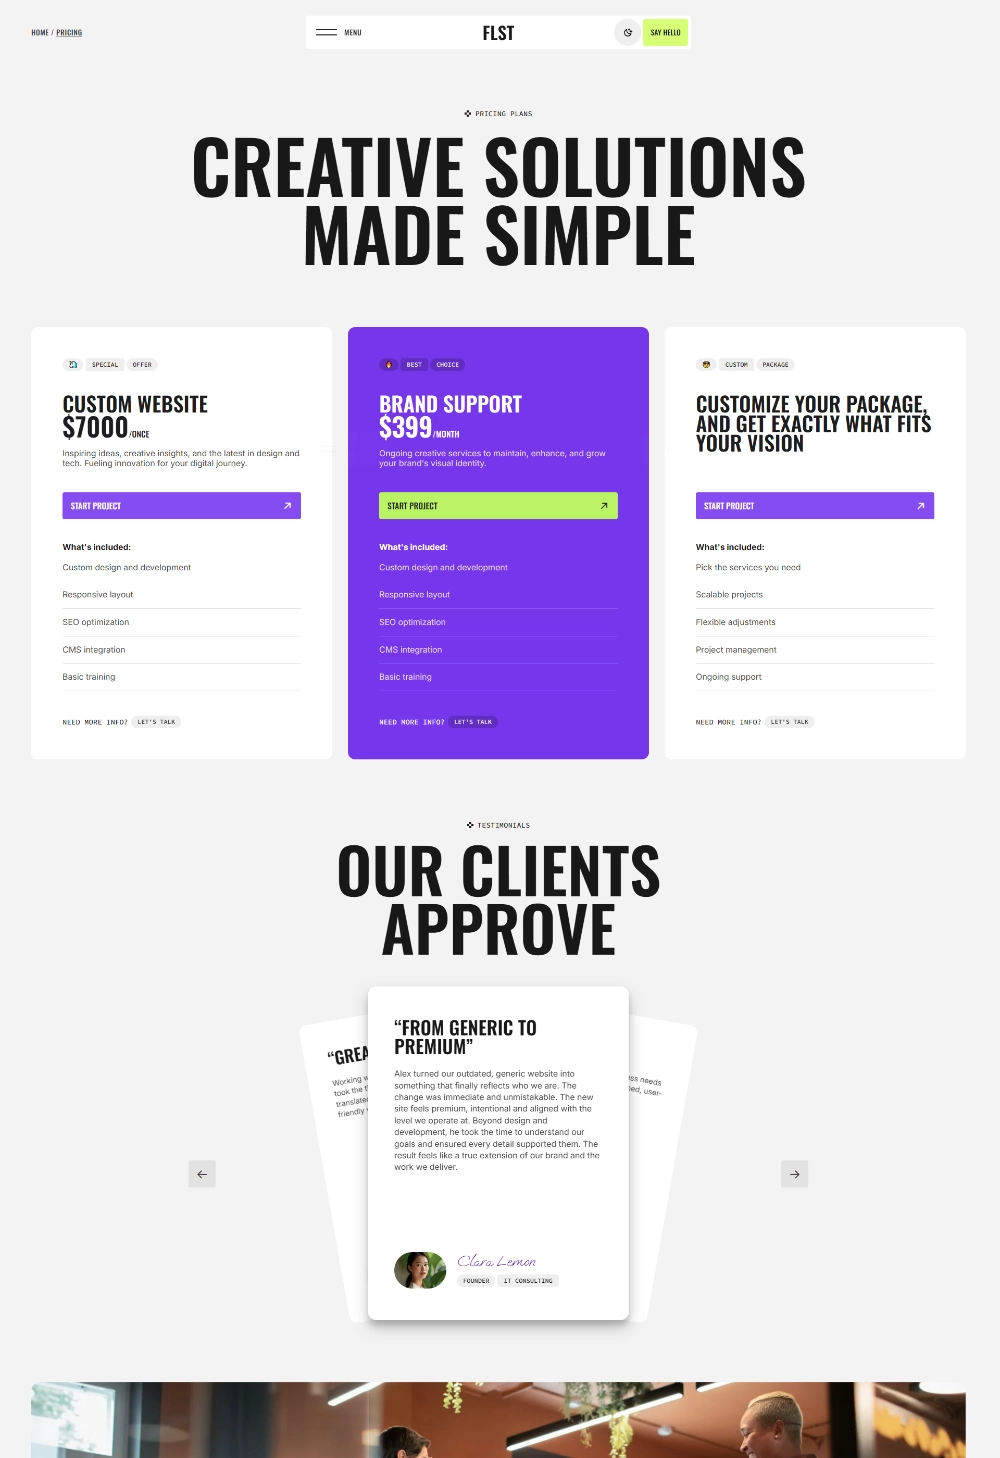 HOME / PRICING
MENU
FLST
SAY HELLO
PRICING PLANS
CREATIVE SOLUTIONS
MADE SIMPLE
SPECIAL OFFER
CUSTOM WEBSITE
$7000/ONCE
Inspiring ideas, creative insights, and the latest in design and
tech. Fueling innovation for your digital journey.
START PROJECT
What's included:
Custom design and development
Responsive layout
SEO optimization
CMS integration
Basic training
NEED MORE INFO? LET'S TALK
BEST CHOICE
BRAND SUPPORT
$399/MONTH
Ongoing creative services to maintain, enhance, and grow
your brand's visual identity.
START PROJECT
What's included:
Custom design and development
Responsive layout
SEO optimization
CMS integration
Basic training
NEED MORE INFO? LET'S TALK
CUSTOM PACKAGE
CUSTOMIZE YOUR PACKAGE,
AND GET EXACTLY WHAT FITS
YOUR VISION
START PROJECT
What's included:
Pick the services you need
Scalable projects
Flexible adjustments
Project management
Ongoing support
NEED MORE INFO? LET'S TALK
TESTIMONIALS
OUR CLIENTS
APPROVE
“GREA
Working
took the
translated
friendly
“FROM GENERIC TO
PREMIUM”
Alex turned our outdated, generic website into
something that finally reflects who we are. The
change was immediate and unmistakable. The new
site feels premium, intentional and aligned with the
level we operate at. Beyond design and
development, he took the time to understand our
goals and ensured every detail supported them. The
result feels like a true extension of our brand and the
work we deliver.
Clara Lemon
FOUNDER IT CONSULTING
needs
user-